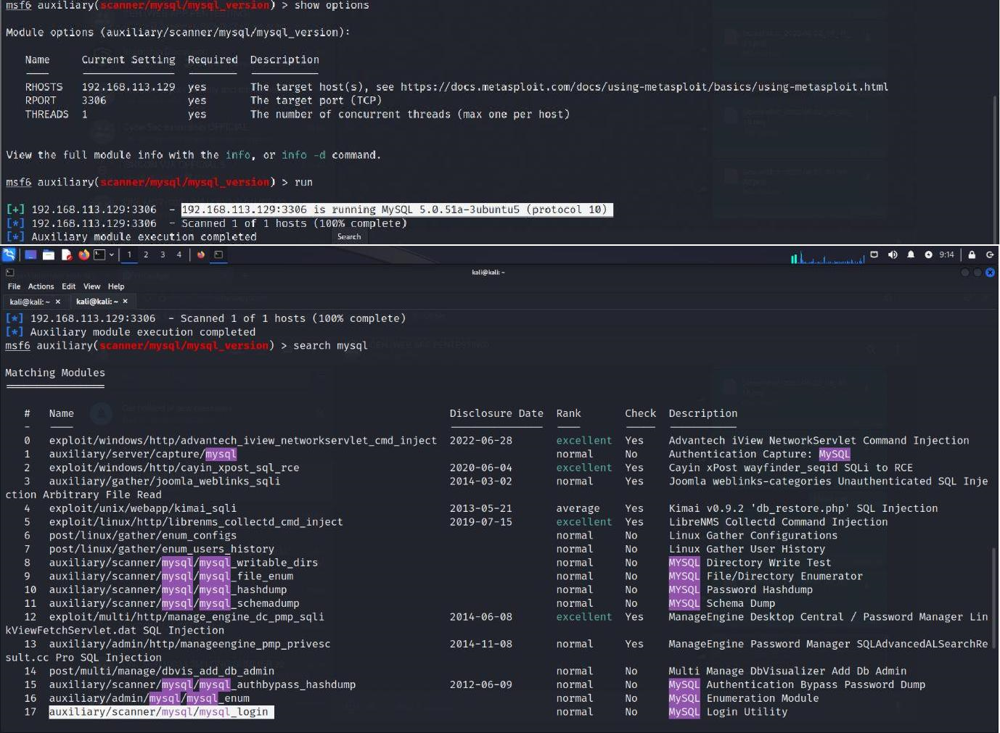 msf6 auxiliary(scanner/mysql/mysql_version) > show options
Module options (auxiliary/scanner/mysql/mysql_version):
Name Current Setting Required Description
RHOSTS 192.168.113.129 yes The target host(s), see https://docs.metasploit.com/docs/using-metasploit/basics/using-metasploit.html
RPORT 3306 yes The target port (TCP)
THREADS 1 yes The number of concurrent threads (max one per host)
View the full module info with the info, or info -d command.
msf6 auxiliary(scanner/mysql/mysql_version) > run
[+] 192.168.113.129:3306 - 192.168.113.129:3306 is running MySQL 5.0.51a-3ubuntu5 (protocol 10)
[*] 192.168.113.129:3306 - Scanned 1 of 1 hosts (100% complete)
[*] Auxiliary module execution completed
Search
1 2 3 4 9:14
kali@kali: ~
File Actions Edit View Help
kali@kali: ~ × kali@kali: ~ ×
[*] 192.168.113.129:3306 - Scanned 1 of 1 hosts (100% complete)
[*] Auxiliary module execution completed
msf6 auxiliary(scanner/mysql/mysql_version) > search mysql
Matching Modules
# Name Disclosure Date Rank Check Description
0 exploit/windows/http/advantech_iview_networkservlet_cmd_inject 2022-06-28 excellent Yes Advantech iView NetworkServlet Command Injection
1 auxiliary/server/capture/mysql normal No Authentication Capture: MySQL
2 exploit/windows/http/cayin_xpost_sql_rce 2020-06-04 excellent Yes Cayin xPost wayfinder_seqid SQLi to RCE
3 auxiliary/gather/joomla_weblinks_sqli 2014-03-02 normal Yes Joomla weblinks-categories Unauthenticated SQL Inje
ction Arbitrary File Read
4 exploit/unix/webapp/kimai_sqli 2013-05-21 average Yes Kimai v0.9.2 'db_restore.php' SQL Injection
5 exploit/linux/http/librenms_collectd_cmd_inject 2019-07-15 excellent Yes LibreNMS Collectd Command Injection
6 post/linux/gather/enum_configs normal No Linux Gather Configurations
7 post/linux/gather/enum_users_history normal No Linux Gather User History
8 auxiliary/scanner/mysql/mysql_writable_dirs normal No MYSQL Directory Write Test
9 auxiliary/scanner/mysql/mysql_file_enum normal No MYSQL File/Directory Enumerator
10 auxiliary/scanner/mysql/mysql_hashdump normal No MYSQL Password Hashdump
11 auxiliary/scanner/mysql/mysql_schemadump normal No MYSQL Schema Dump
12 exploit/multi/http/manage_engine_dc_pmp_sqli 2014-06-08 excellent Yes ManageEngine Desktop Central / Password Manager Lin
kViewFetchServlet.dat SQL Injection
13 auxiliary/admin/http/manageengine_pmp_privesc 2014-11-08 normal Yes ManageEngine Password Manager SQLAdvancedALSearchRe
sult.cc Pro SQL Injection
14 post/multi/manage/dbvis_add_db_admin normal No Multi Manage DbVisualizer Add Db Admin
15 auxiliary/scanner/mysql/mysql_authbypass_hashdump 2012-06-09 normal No MySQL Authentication Bypass Password Dump
16 auxiliary/admin/mysql/mysql_enum normal No MySQL Enumeration Module
17 auxiliary/scanner/mysql/mysql_login normal No MySQL Login Utility